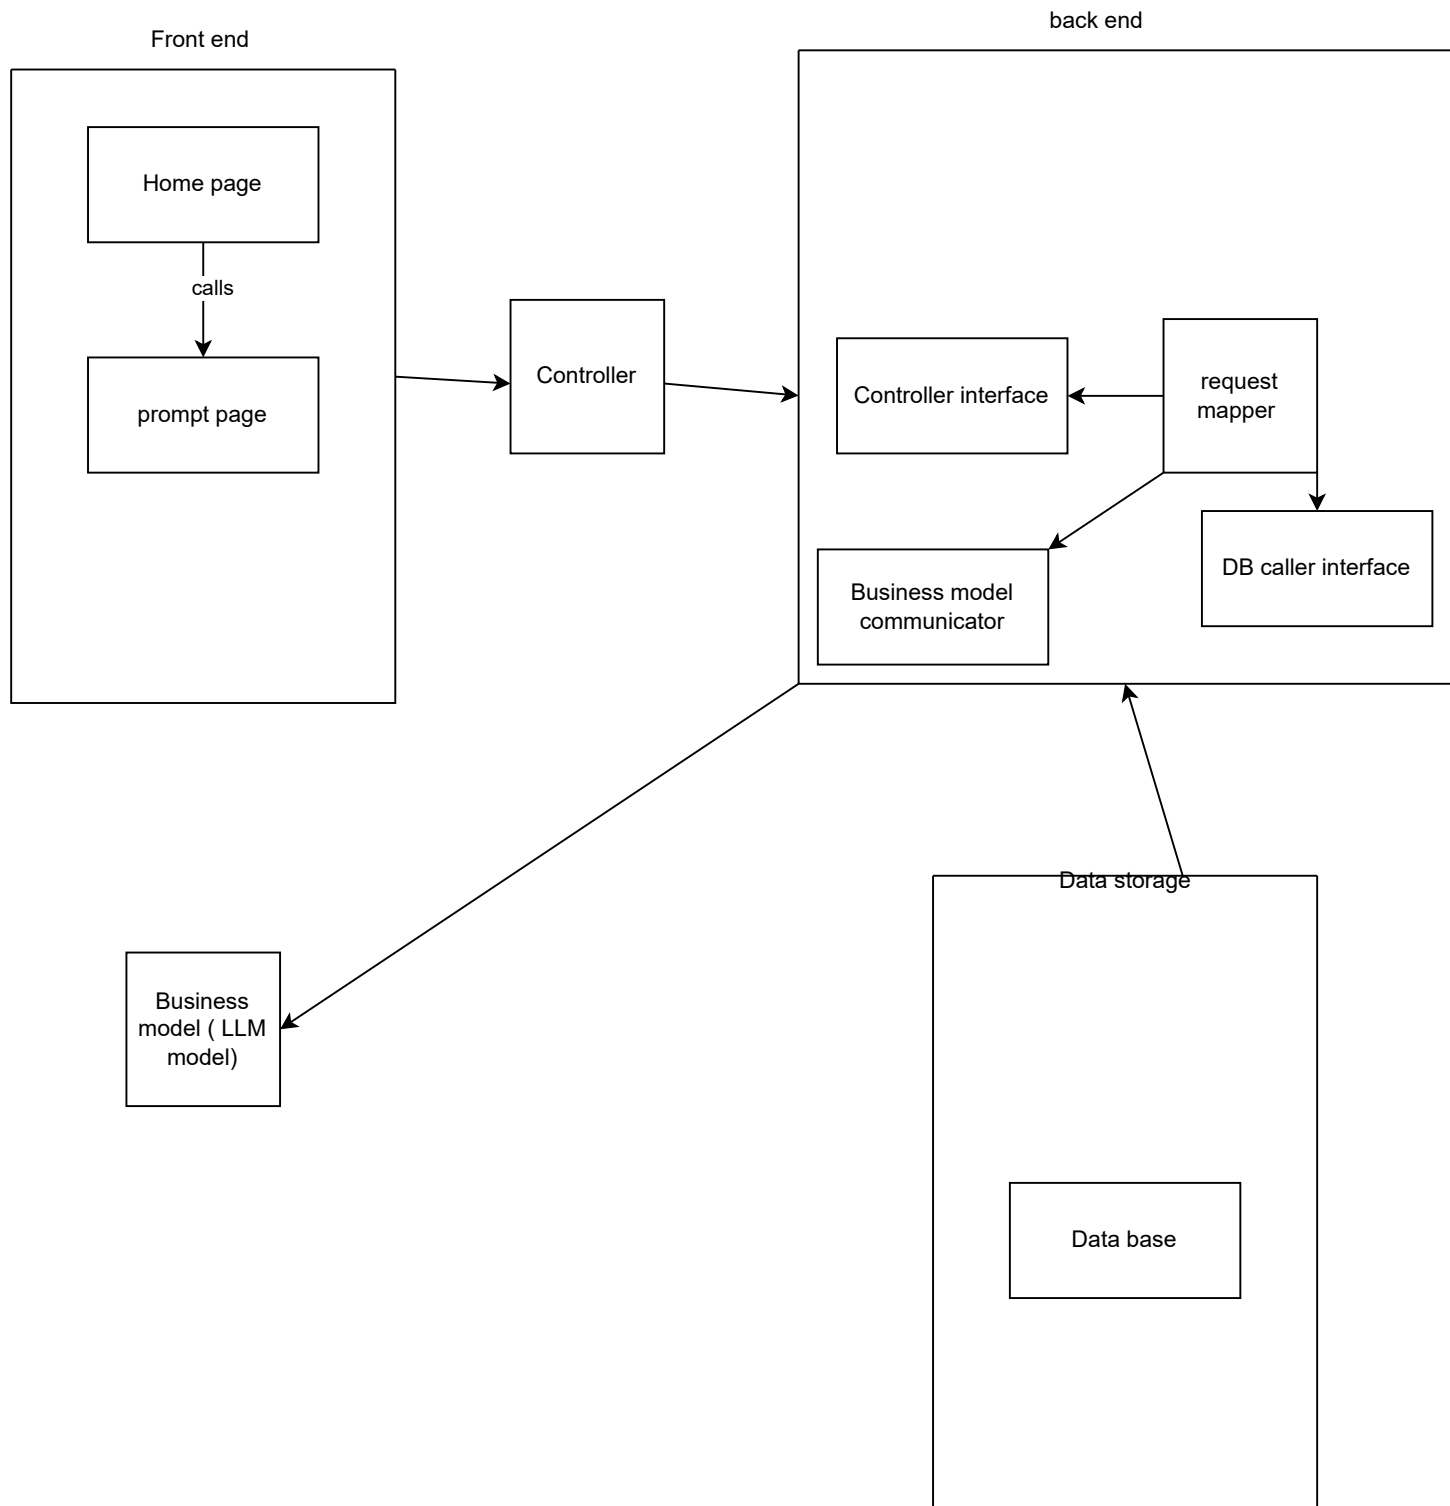 Front end
back end
Home page
calls
prompt page
Controller
Controller interface
request
mapper
Business model
communicator
DB caller interface
Data storage
Business
model ( LLM
model)
Data base